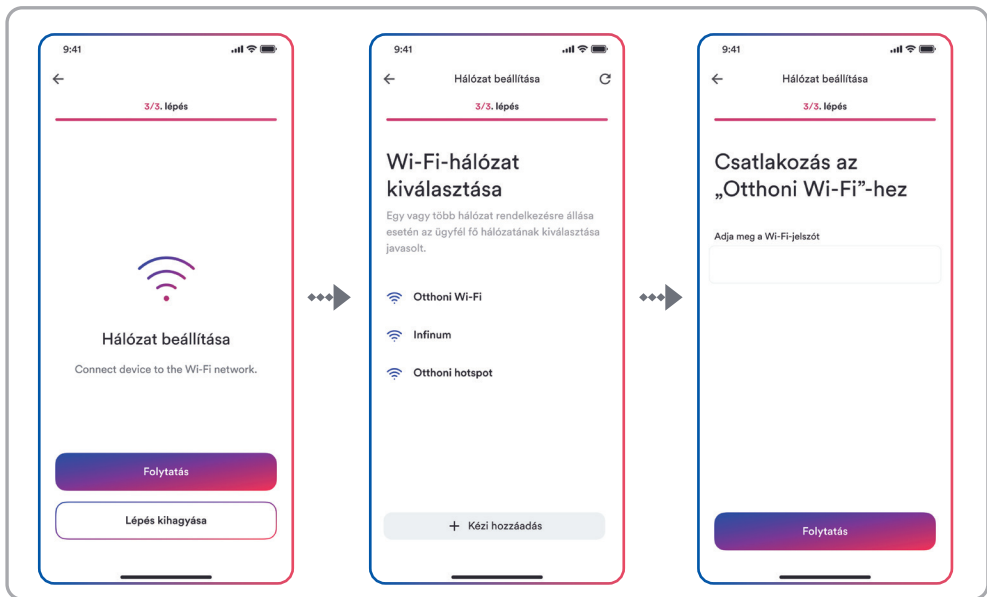 9:41
3/3. lépés
Hálózat beállítása
Connect device to the Wi-Fi network.
Folytatás
Lépés kihagyása
9:41
Hálózat beállítása
3/3. lépés
Wi-Fi-hálózat
kiválasztása
Egy vagy több hálózat rendelkezésre állása
esetén az ügyfél fő hálózatának kiválasztása
javasolt.
Otthoni Wi-Fi
Infinum
Otthoni hotspot
+ Kézi hozzáadás
9:41
Hálózat beállítása
3/3. lépés
Csatlakozás az
„Otthoni Wi-Fi”-hez
Adja meg a Wi-Fi-jelszót
Folytatás